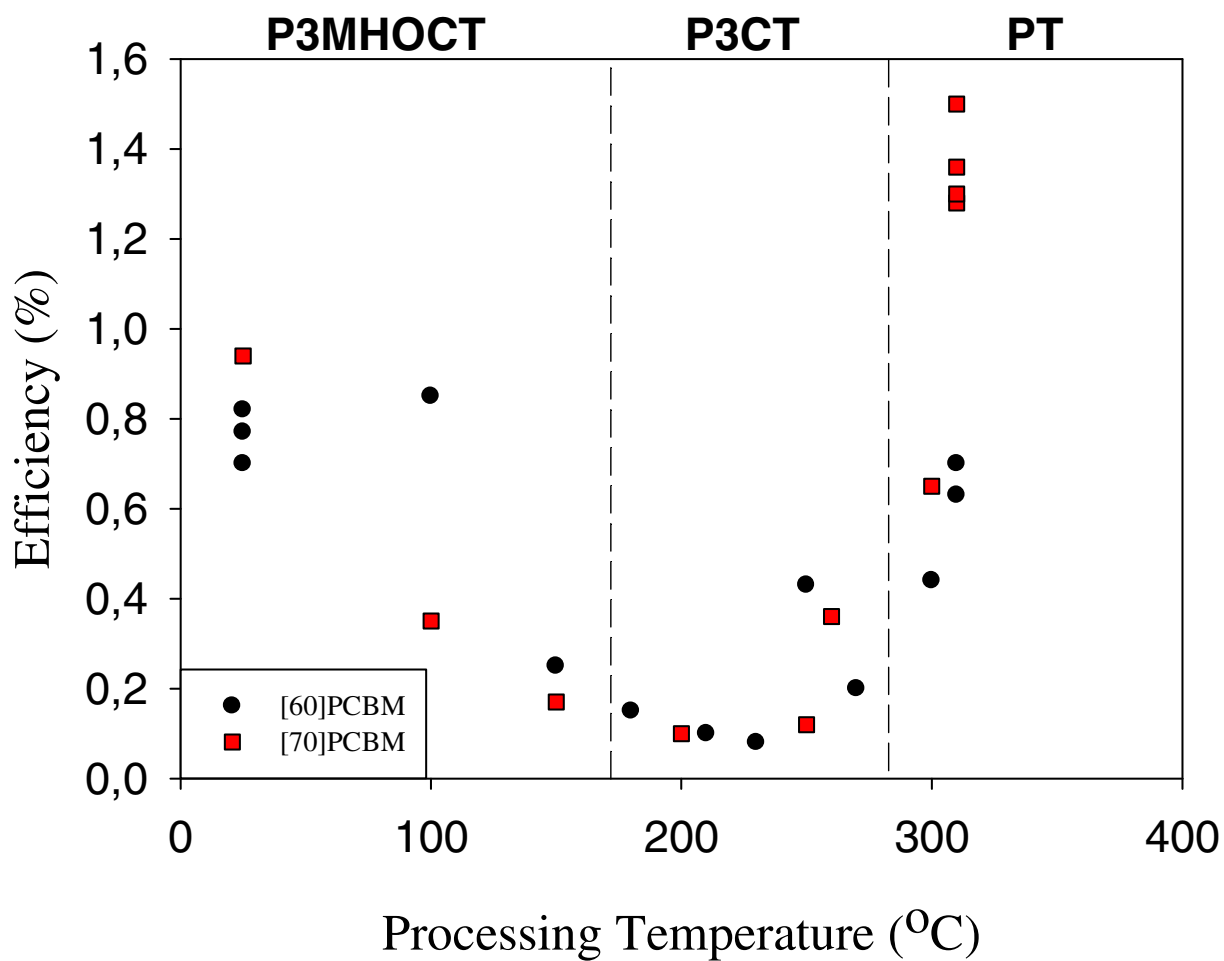 P3MHOCT P3CT PT
1,6
1,4
1,2
1,0
0,8
0,6
0,4
0,2
0,0
Efficiency (%)
[60]PCBM
[70]PCBM
0 100 200 300 400
Processing Temperature (ºC)